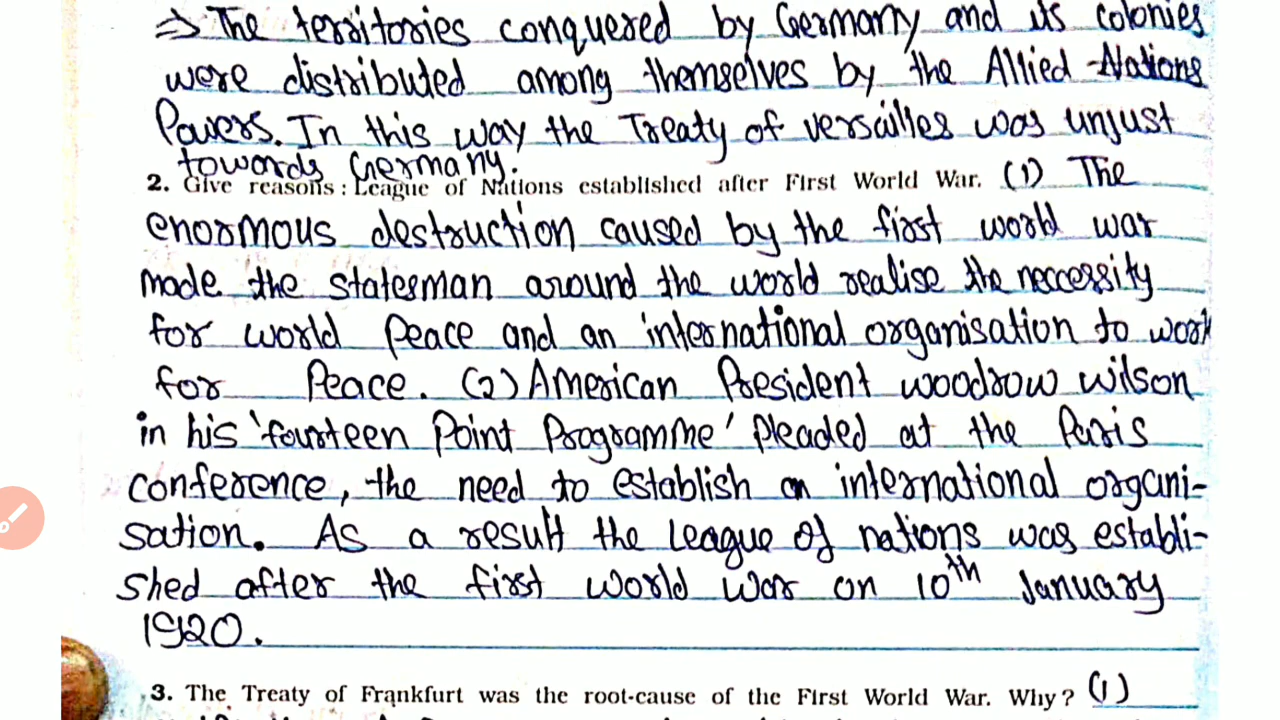 ⇒ The territories conquered by Germany and its colonies
were distributed among themselves by the Allied Nations
Powers. In this way the Treaty of versailles was unjust
towards Germany.
2. Give reasons : League of Nations established after First World War. (1) The
enormous destruction caused by the first world war
made the statesman around the world realise the neccessity
for world Peace and an international organisation to work
for Peace. (2) American President woodrow wilson
in his 'fourteen Point Programme' Pleaded at the Paris
conference, the need to establish an international organi-
sation. As a result the League of nations was establi-
shed after the first world war on 10th January
1920.
3. The Treaty of Frankfurt was the root-cause of the First World War. Why? (1)